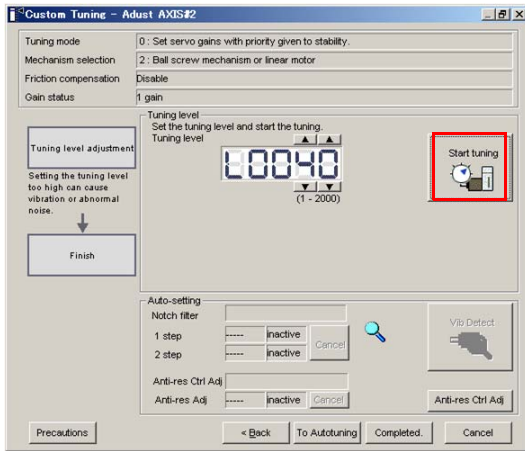 Custom Tuning - Adust AXIS#2
Tuning mode 0 : Set servo gains with priority given to stability.
Mechanism selection 2 : Ball screw mechanism or linear motor
Friction compensation Disable
Gain status 1 gain
Tuning level adjustment
Setting the tuning level
too high can cause
vibration or abnormal
noise.
Finish
Tuning level
Set the tuning level and start the tuning.
Tuning level
L0040
(1 - 2000)
Start tuning
Auto-setting
Notch filter
1 step ----- inactive
2 step ----- inactive
Cancel
Anti-res Ctrl Adj
Anti-res Adj ----- inactive Cancel
Vib Detect
Anti-res Ctrl Adj
Precautions < Back To Autotuning Completed. Cancel